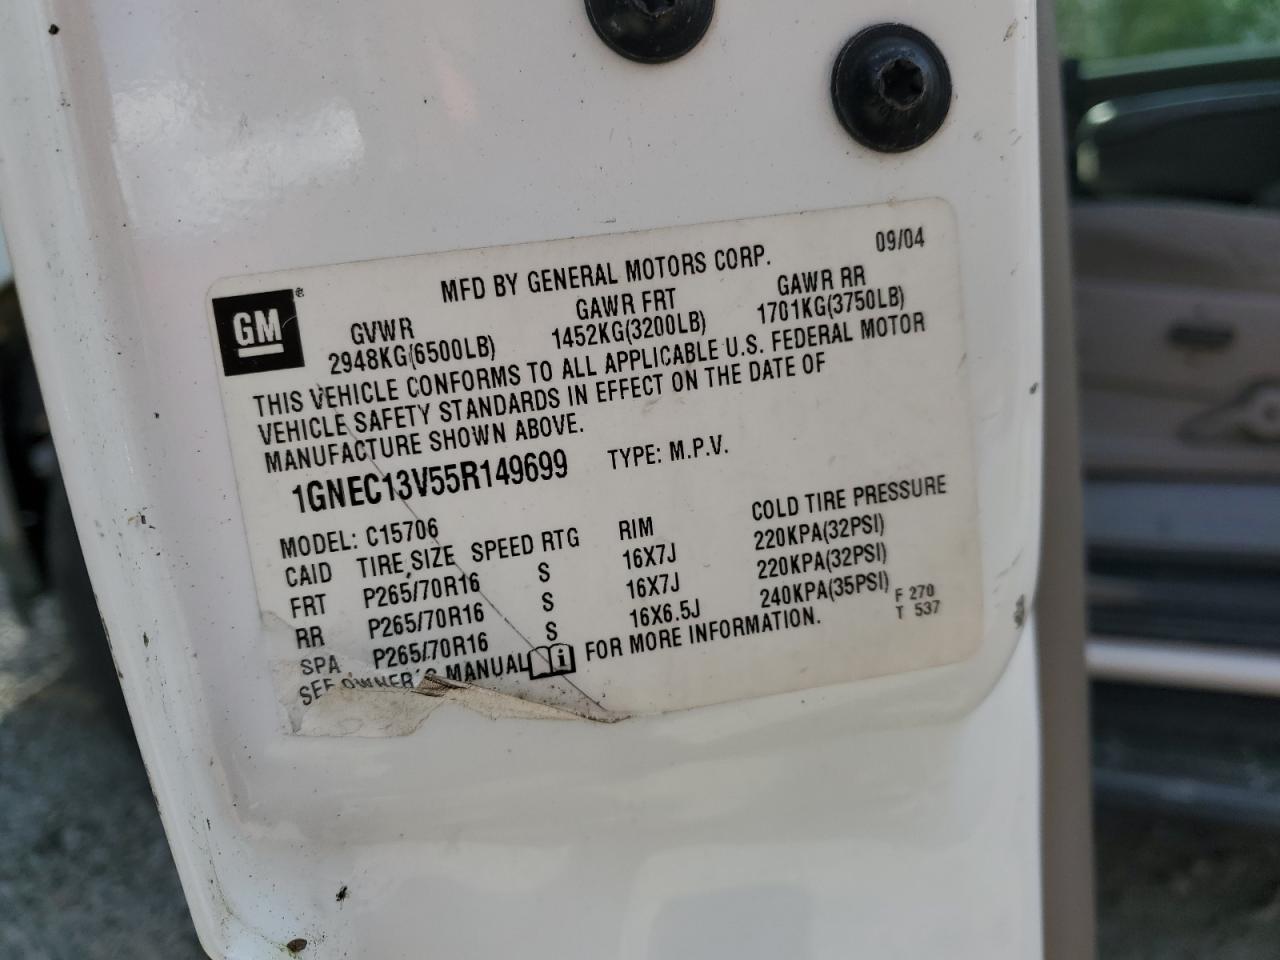 09/04
MFD BY GENERAL MOTORS CORP.
GM®
GVWR GAWR FRT GAWR RR
2948KG(6500LB) 1452KG(3200LB) 1701KG(3750LB)
THIS VEHICLE CONFORMS TO ALL APPLICABLE U.S. FEDERAL MOTOR
VEHICLE SAFETY STANDARDS IN EFFECT ON THE DATE OF
MANUFACTURE SHOWN ABOVE.
1GNEC13V55R149699 TYPE: M.P.V.
MODEL: C15706
CAID TIRE SIZE SPEED RTG RIM COLD TIRE PRESSURE
FRT P265/70R16 S 16X7J 220KPA(32PSI)
RR P265/70R16 S 16X7J 220KPA(32PSI)
SPA P265/70R16 S 16X6.5J 240KPA(35PSI)
SEE OWNER'S MANUAL FOR MORE INFORMATION.
F 270
T 537